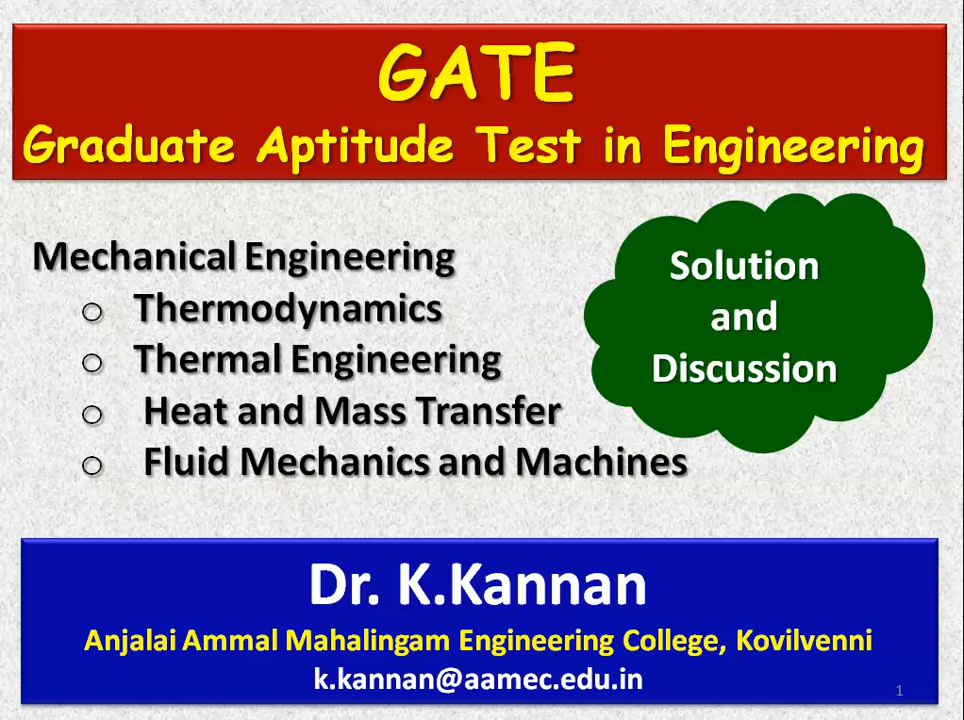 GATE
Graduate Aptitude Test in Engineering
Mechanical Engineering
o Thermodynamics
o Thermal Engineering
o Heat and Mass Transfer
o Fluid Mechanics and Machines
Solution
and
Discussion
Dr. K.Kannan
Anjalai Ammal Mahalingam Engineering College, Kovilvenni
k.kannan@aamec.edu.in
1